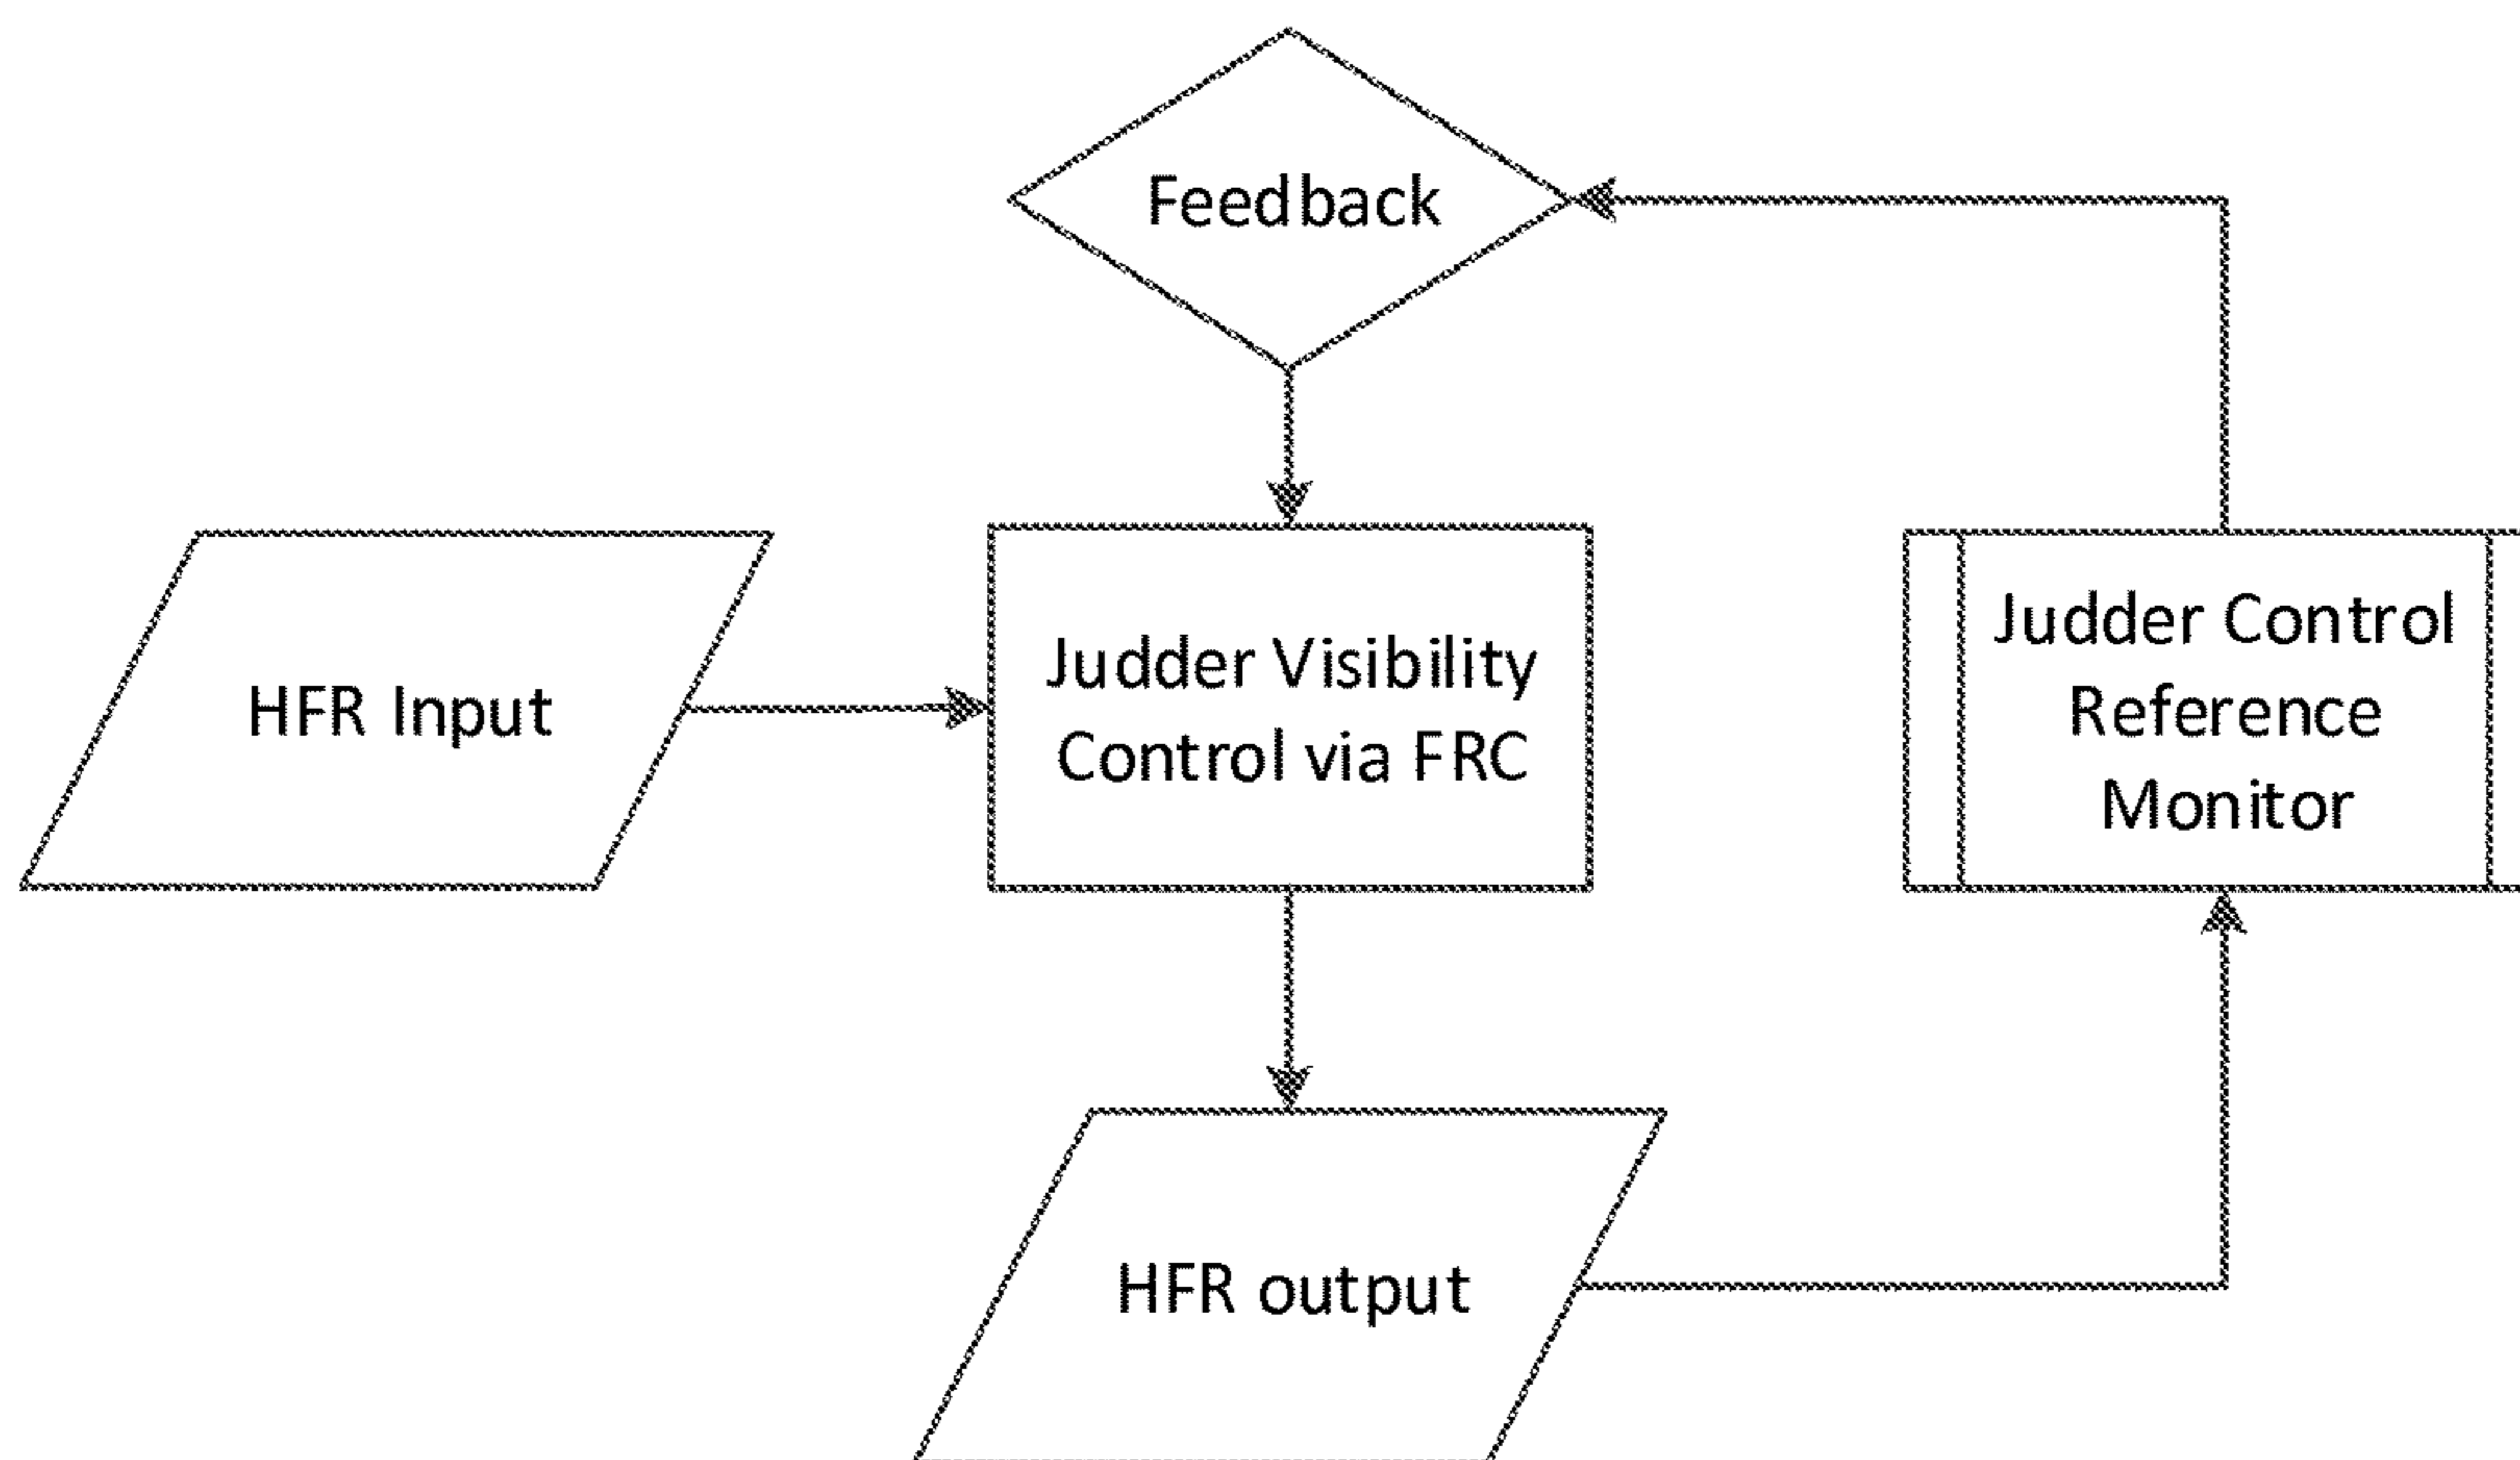 Feedback
HFR Input
Judder Visibility
Control via FRC
Judder Control
Reference
Monitor
HFR output